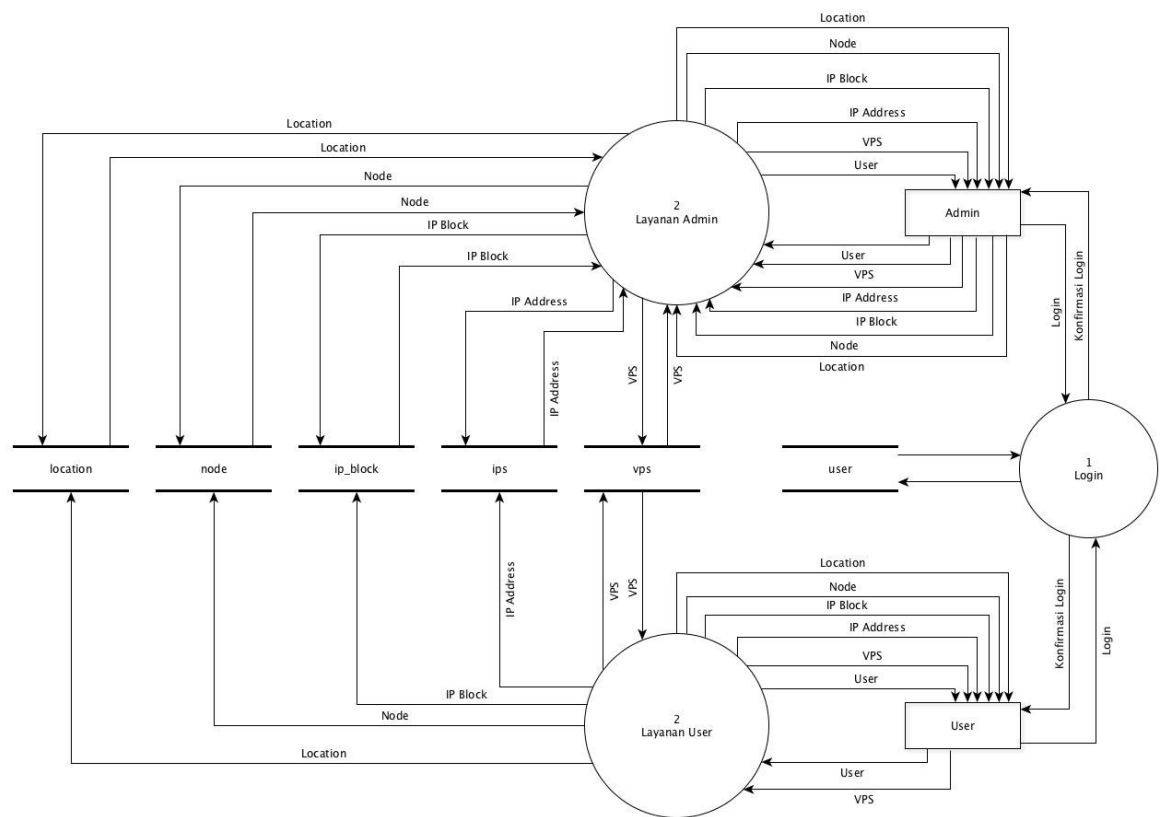 Location
Node
IP Block
IP Address
VPS
User
Location
Location
Node
Node
IP Block
IP Block
IP Address
IP Address
2
Layanan Admin
Admin
User
VPS
IP Address
IP Block
Node
Location
VPS
VPS
Login
Konfirmasi Login
location
node
ip_block
ips
vps
user
1
Login
IP Address
VPS
VPS
Location
Node
IP Block
IP Address
VPS
User
Konfirmasi Login
Login
IP Block
Node
Location
2
Layanan User
User
User
VPS